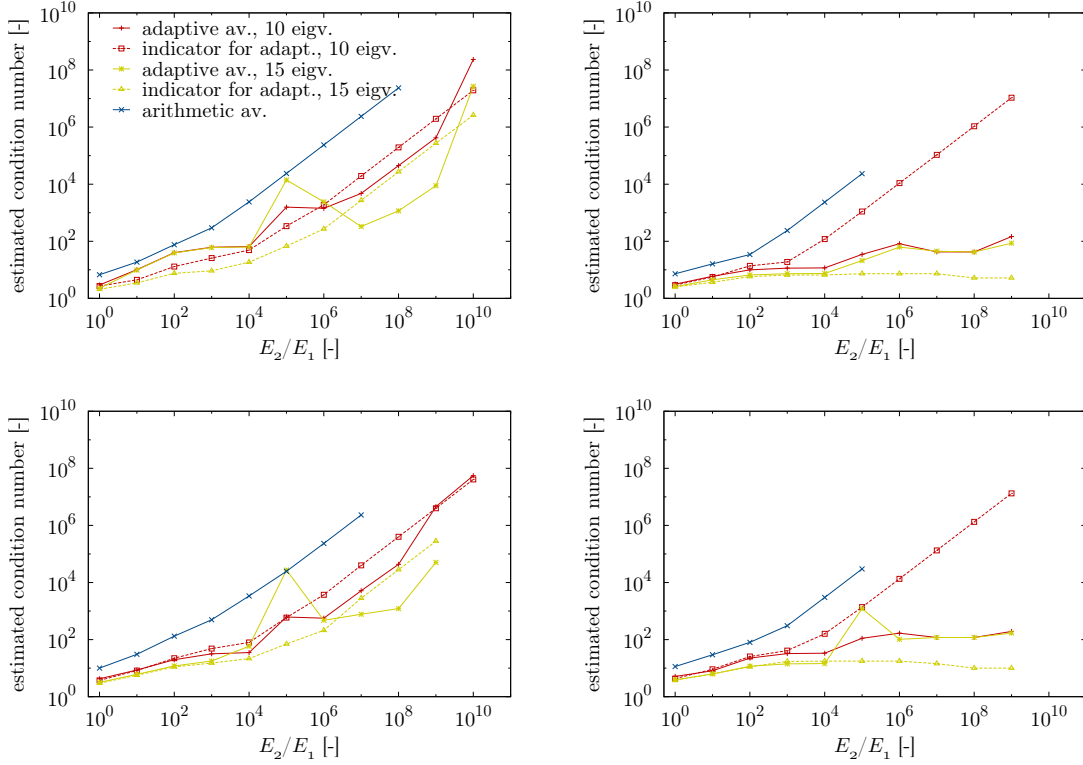 estimated condition number [-]
10^10
10^8
10^6
10^4
10^2
10^0
adaptive av., 10 eigv.
indicator for adapt., 10 eigv.
adaptive av., 15 eigv.
indicator for adapt., 15 eigv.
arithmetic av.
10^0 10^2 10^4 10^6 10^8 10^10
E_2/E_1 [-]
estimated condition number [-]
10^10
10^8
10^6
10^4
10^2
10^0
10^0 10^2 10^4 10^6 10^8 10^10
E_2/E_1 [-]
estimated condition number [-]
10^10
10^8
10^6
10^4
10^2
10^0
10^0 10^2 10^4 10^6 10^8 10^10
E_2/E_1 [-]
estimated condition number [-]
10^10
10^8
10^6
10^4
10^2
10^0
10^0 10^2 10^4 10^6 10^8 10^10
E_2/E_1 [-]